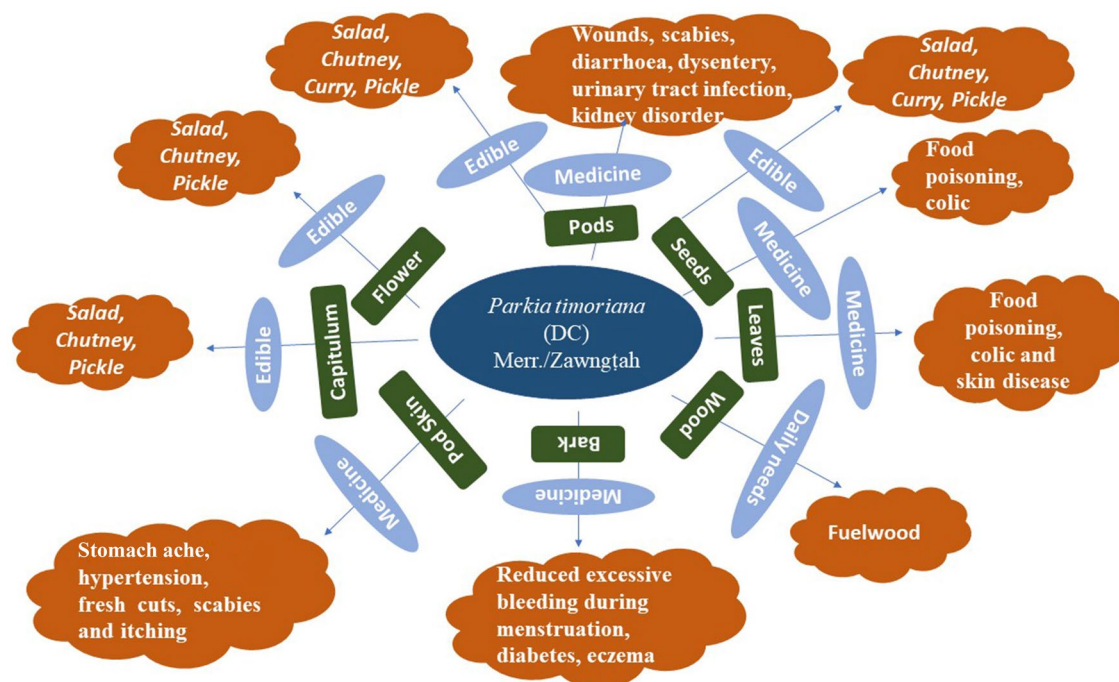 Salad,
Chutney,
Curry, Pickle
Edible
Wounds, scabies,
diarrhoea, dysentery,
urinary tract infection,
kidney disorder
Medicine
Pods
Salad,
Chutney,
Curry, Pickle
Edible
Food
poisoning,
colic
Medicine
Seeds
Salad,
Chutney,
Pickle
Edible
Flower
Parkia timoriana
(DC)
Merr./Zawngṭah
Leaves
Medicine
Food
poisoning,
colic and
skin disease
Salad,
Chutney,
Pickle
Edible
Capitulum
Pod Skin
Medicine
Stomach ache,
hypertension,
fresh cuts, scabies
and itching
Bark
Medicine
Reduced excessive
bleeding during
menstruation,
diabetes, eczema
Wood
Daily needs
Fuelwood